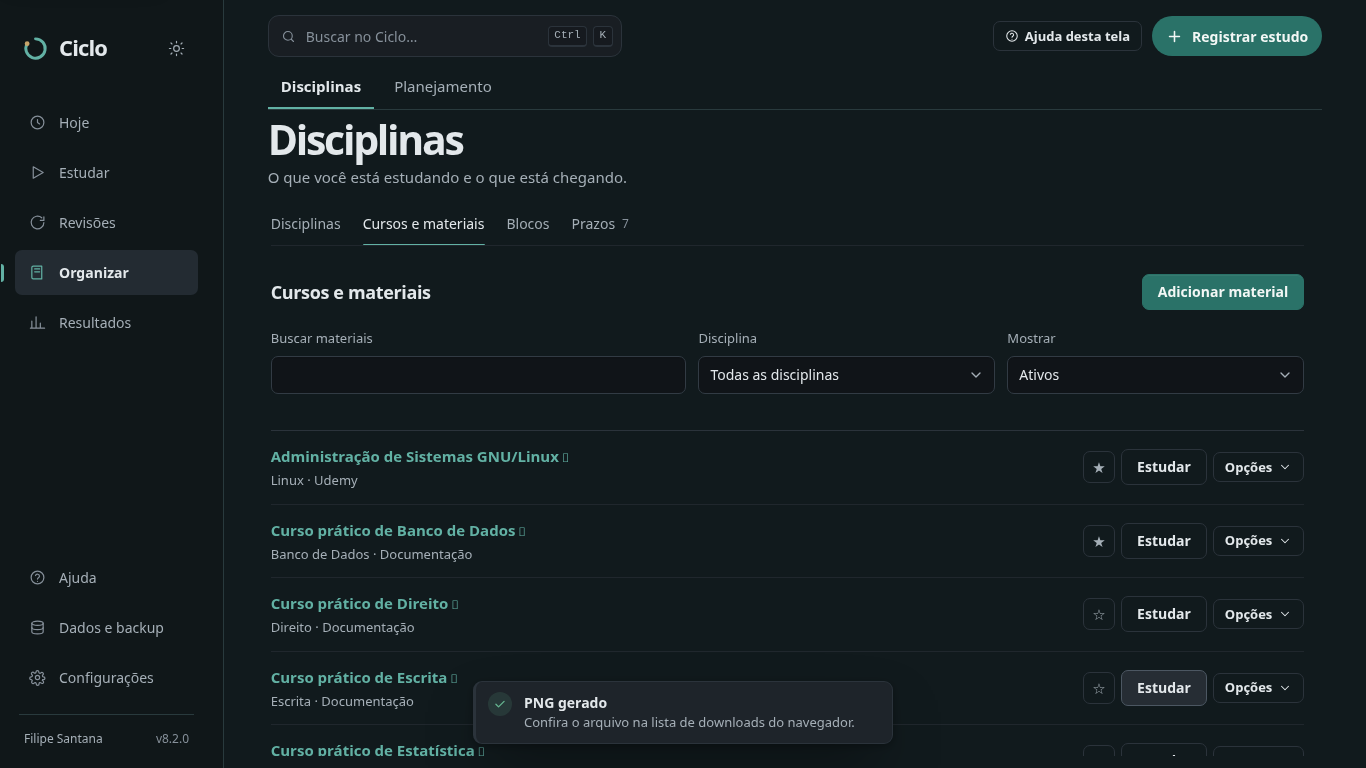 Ciclo
Buscar no Ciclo...
Ctrl K
Ajuda desta tela
Registrar estudo
Hoje
Estudar
Revisões
Organizar
Resultados
Ajuda
Dados e backup
Configurações
Filipe Santana
v8.2.0
Disciplinas
Planejamento
Disciplinas
O que você está estudando e o que está chegando.
Disciplinas
Cursos e materiais
Blocos
Prazos 7
Cursos e materiais
Adicionar material
Buscar materiais
Disciplina
Todas as disciplinas
Mostrar
Ativos
Administração de Sistemas GNU/Linux
Linux · Udemy
Estudar
Opções
Curso prático de Banco de Dados
Banco de Dados · Documentação
Estudar
Opções
Curso prático de Direito
Direito · Documentação
Estudar
Opções
Curso prático de Escrita
Escrita · Documentação
Estudar
Opções
Curso prático de Estatística
PNG gerado
Confira o arquivo na lista de downloads do navegador.